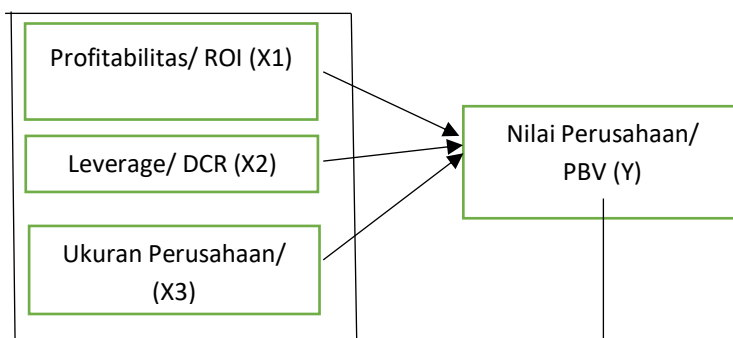 Profitabilitas/ ROI (X1)
Leverage/ DCR (X2)
Ukuran Perusahaan/
(X3)
Nilai Perusahaan/
PBV (Y)